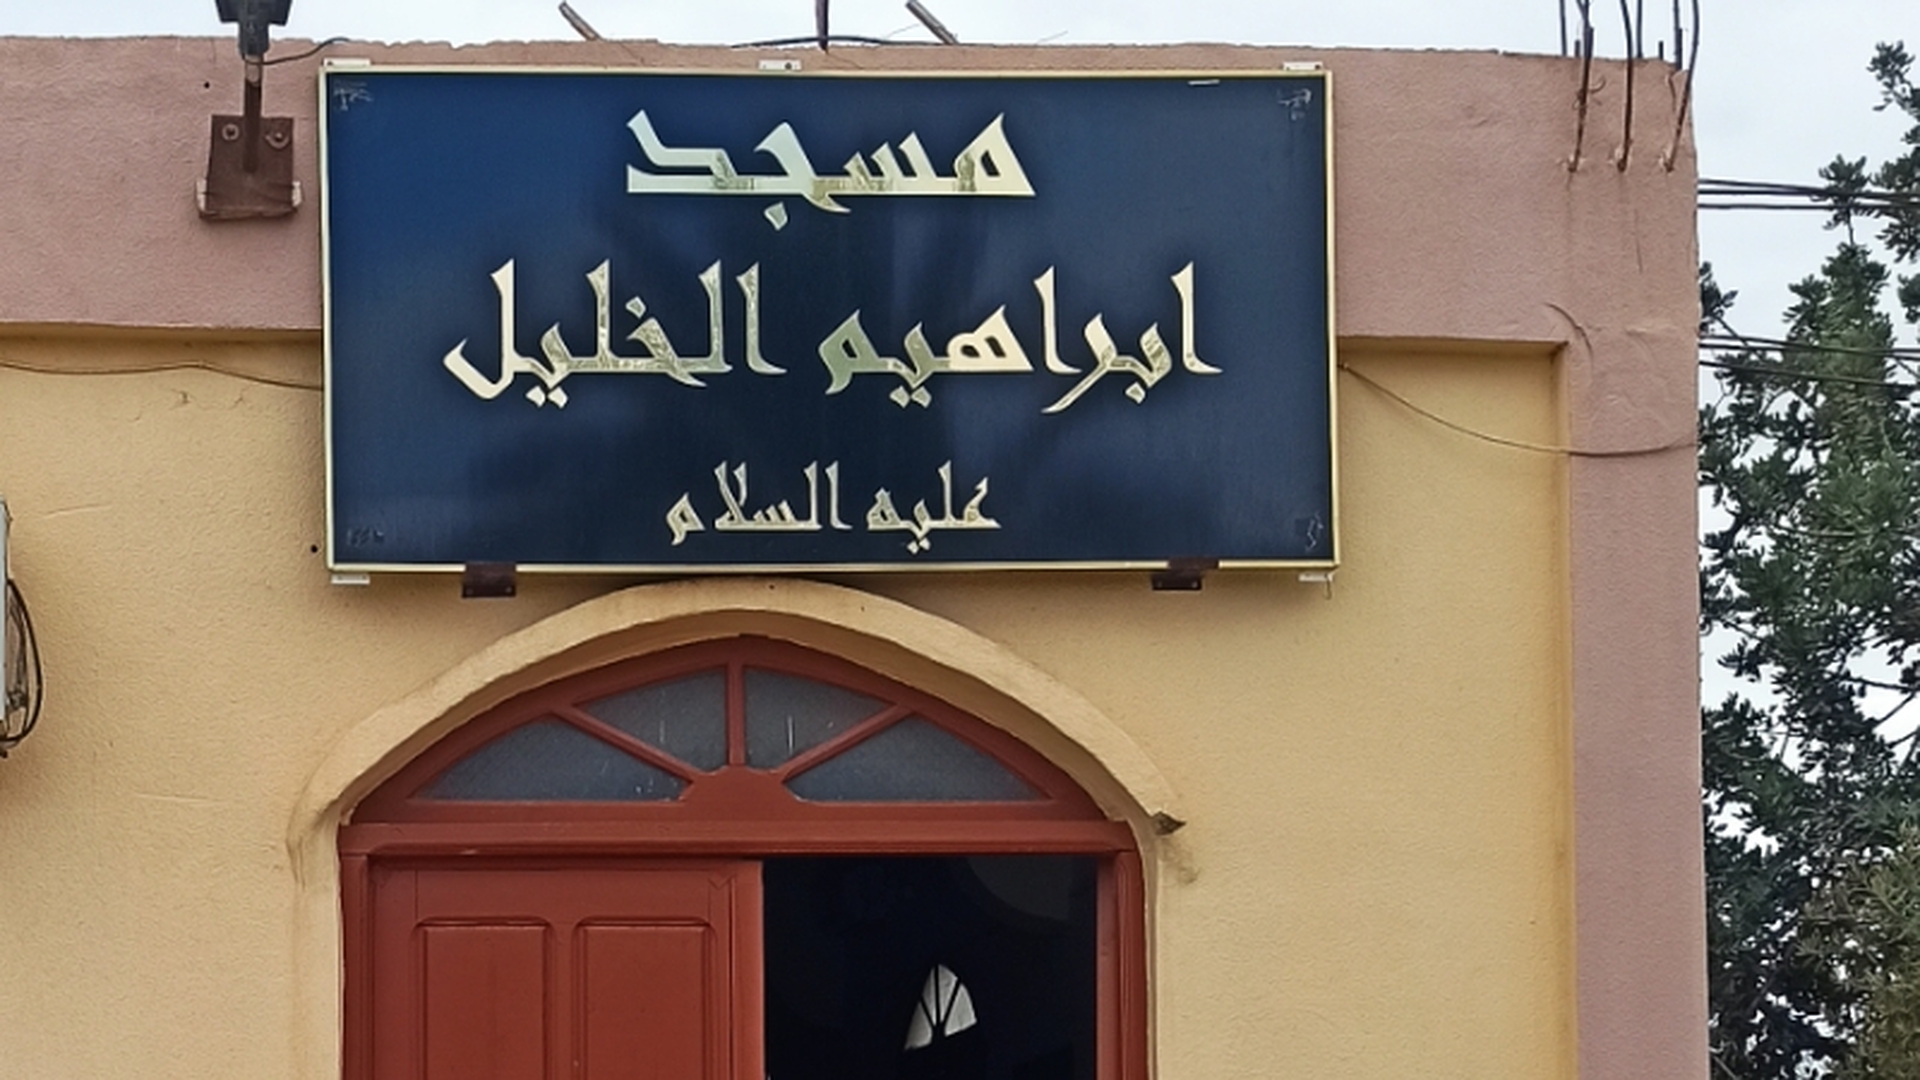 مسجد
ابراهيم الخليل
عليه السلام